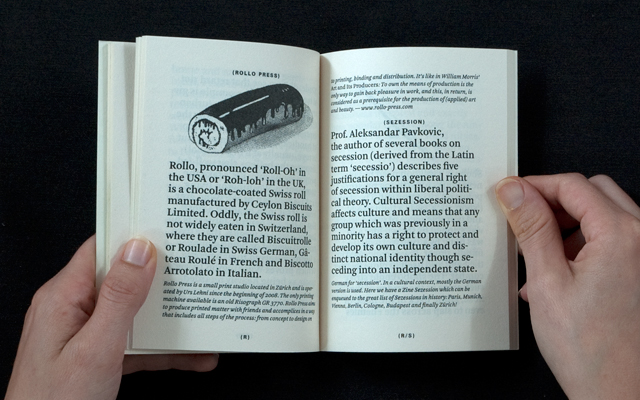 (ROLLO PRESS)
Rollo, pronounced ‘Roll-Oh’ in
the USA or ‘Roh-loh’ in the UK,
is a chocolate-coated Swiss roll
manufactured by Ceylon Biscuits
Limited. Oddly, the Swiss roll is
not widely eaten in Switzerland,
where they are called Biscuitrolle
or Roulade in Swiss German, Gâ-
teau Roulé in French and Biscotto
Arrotolato in Italian.
Rollo Press is a small print studio located in Zürich and is oper-
ated by Urs Lehni since the beginning of 2008. The only printing
machine available is an old Risograph GR 3770. Rollo Press aims
to produce printed matter with friends and accomplices in a way
that includes all steps of the process: from concept to design on
(R)
to printing, binding and distribution. It's like in William Morris'
Art and Its Producers: To own the means of production is the
only way to gain back pleasure in work, and this, in return, is
considered as a prerequisite for the production of (applied) art
and beauty. — www.rollo-press.com
(SEZESSION)
Prof. Aleksandar Pavkovic,
the author of several books on
secession (derived from the Latin
term ‘secessio’) describes five
justifications for a general right
of secession within liberal politi-
cal theory. Cultural Secessionism
affects culture and means that any
group which was previously in a
minority has a right to protect and
develop its own culture and dis-
tinct national identity though se-
ceding into an independent state.
German for ‘secession’. In a cultural context, mostly the German
version is used. Here we have a Zine Sezession which can be
enqueued to the great list of Sezessions in history: Paris, Munich,
Vienna, Berlin, Cologne, Budapest and finally Zürich!
(R/S)